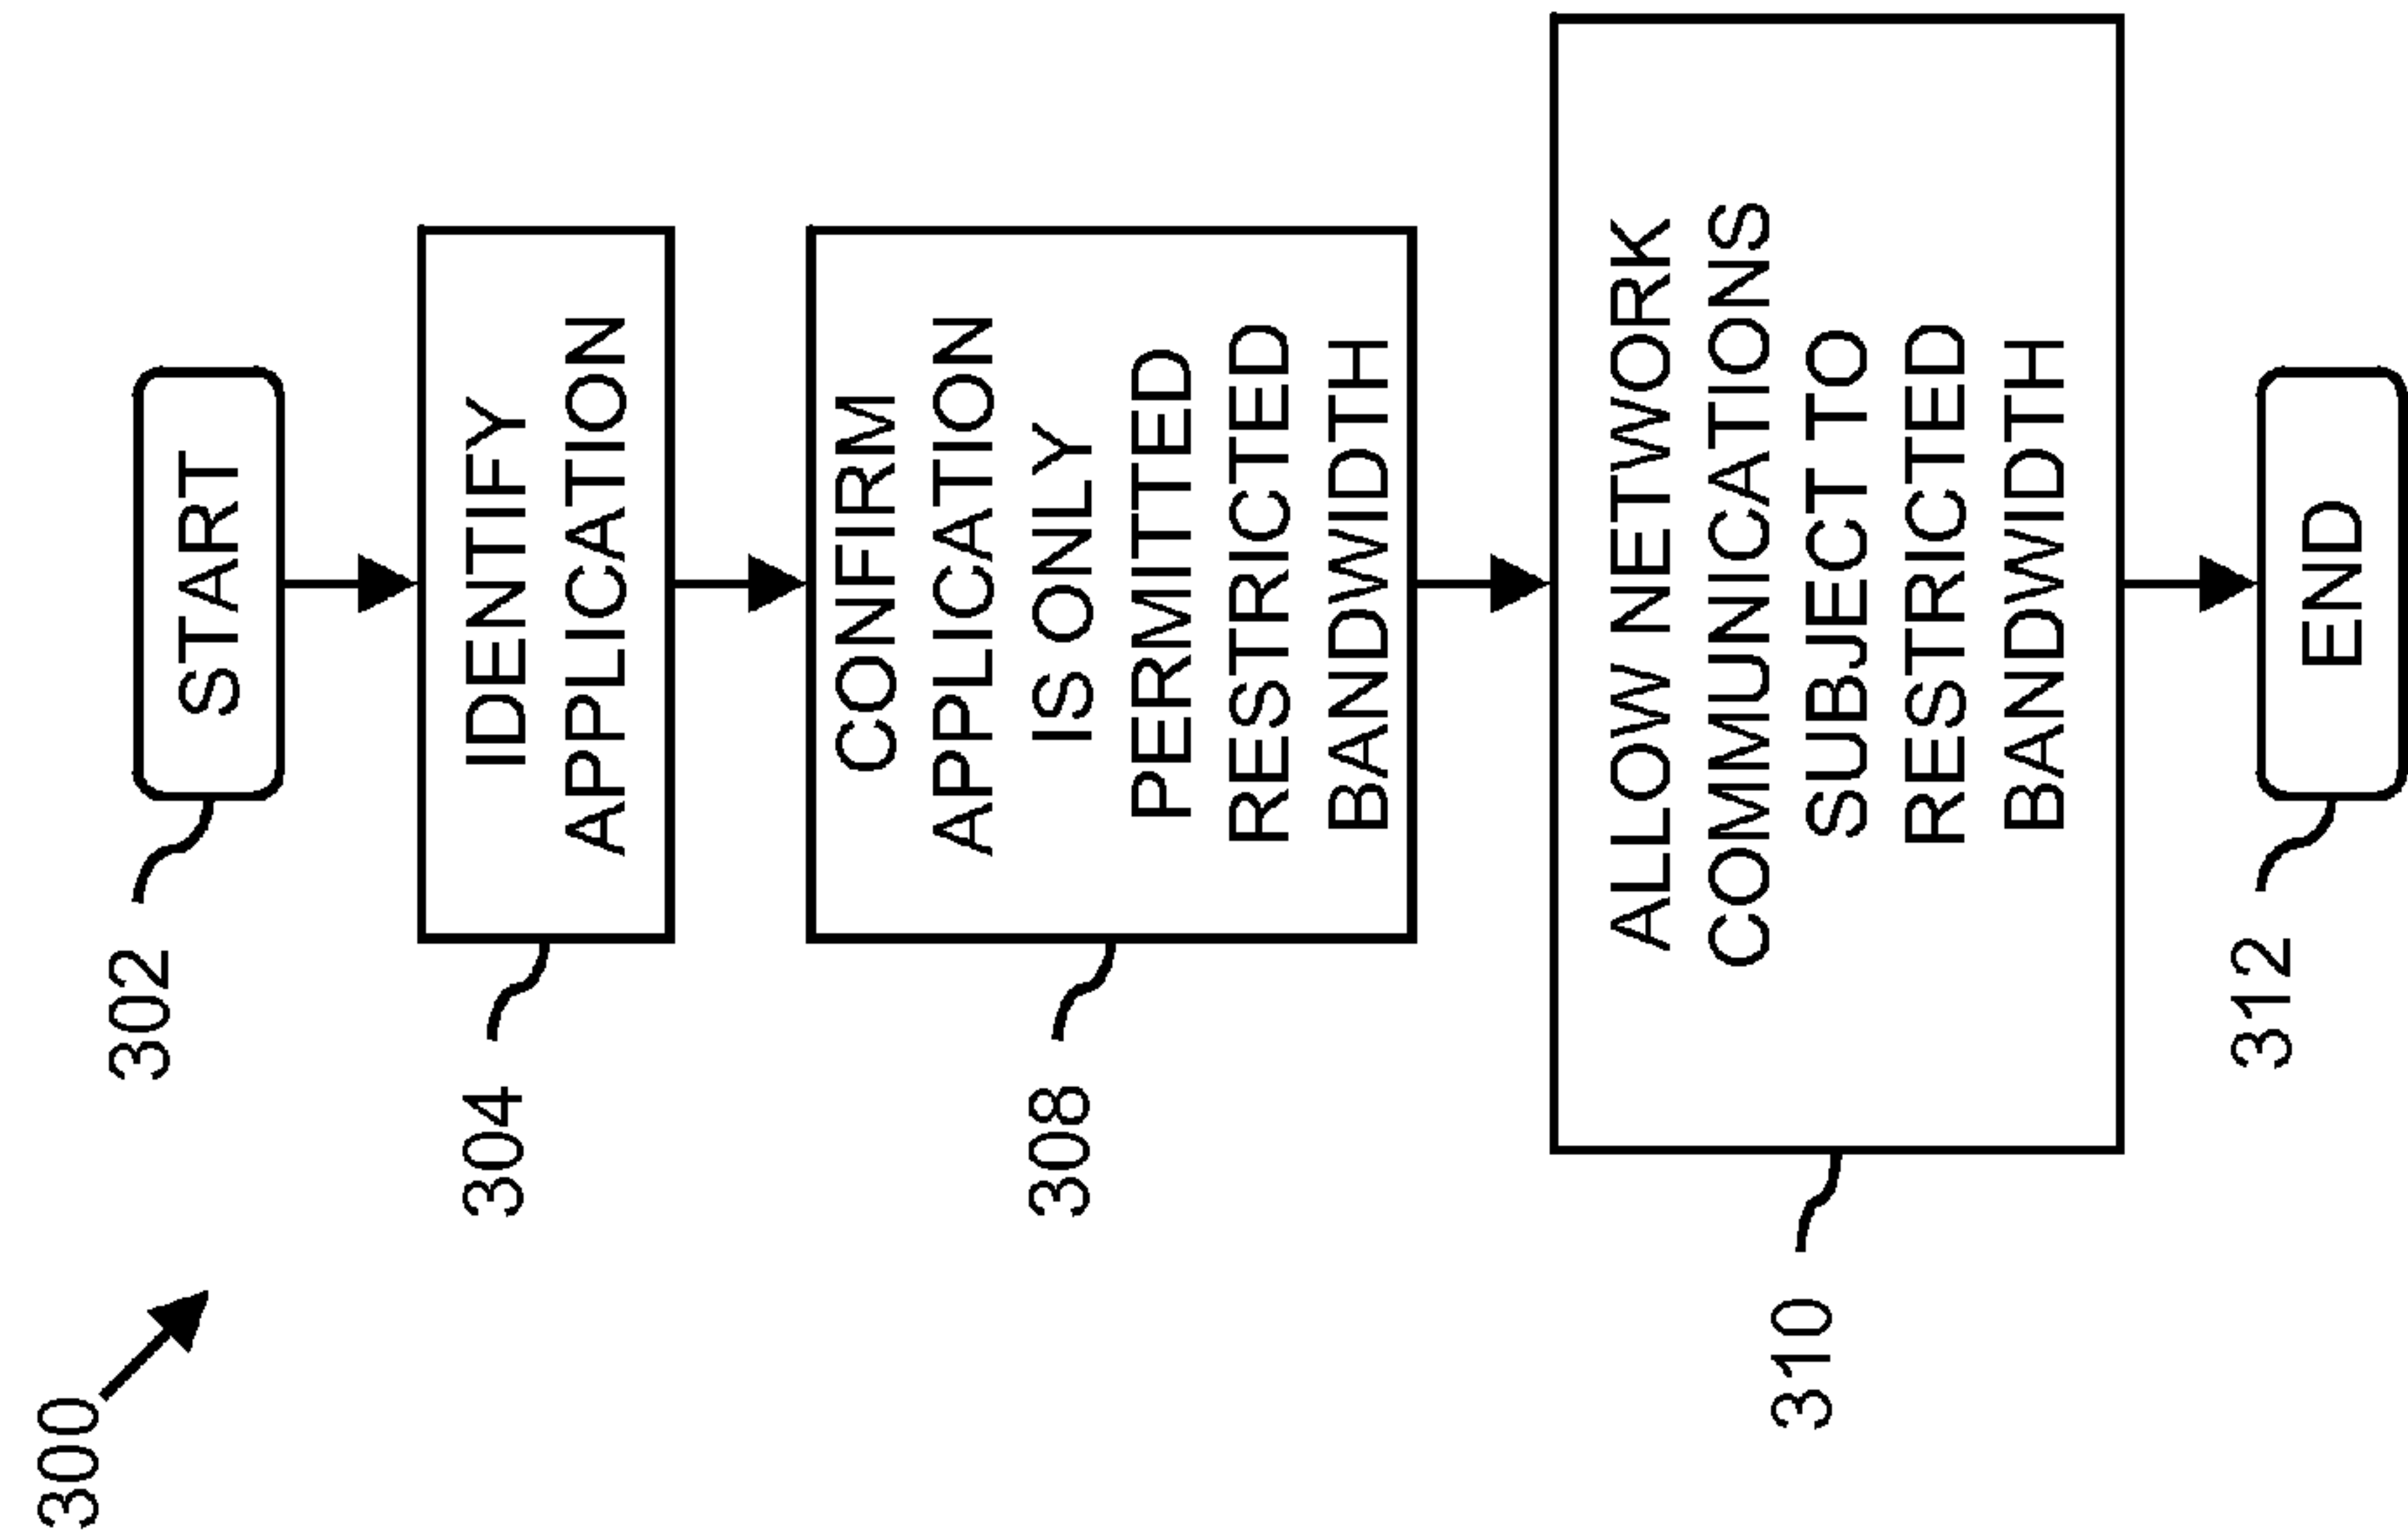 300
302
START
304
IDENTIFY
APPLICATION
308
CONFIRM
APPLICATION
IS ONLY
PERMITTED
RESTRICTED
BANDWIDTH
310
ALLOW NETWORK
COMMUNICATIONS
SUBJECT TO
RESTRICTED
BANDWIDTH
312
END